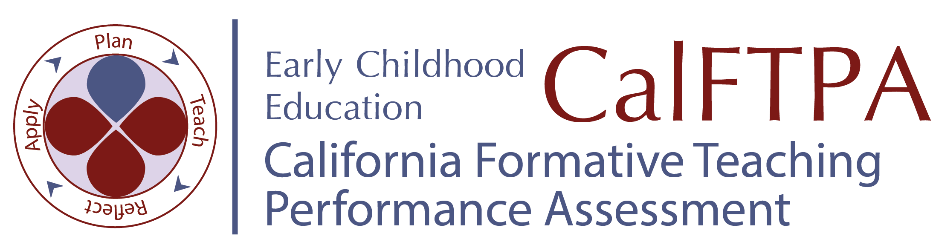 Plan
Teach
Reflect
Apply
Early Childhood
Education
CalFTPA
California Formative Teaching
Performance Assessment